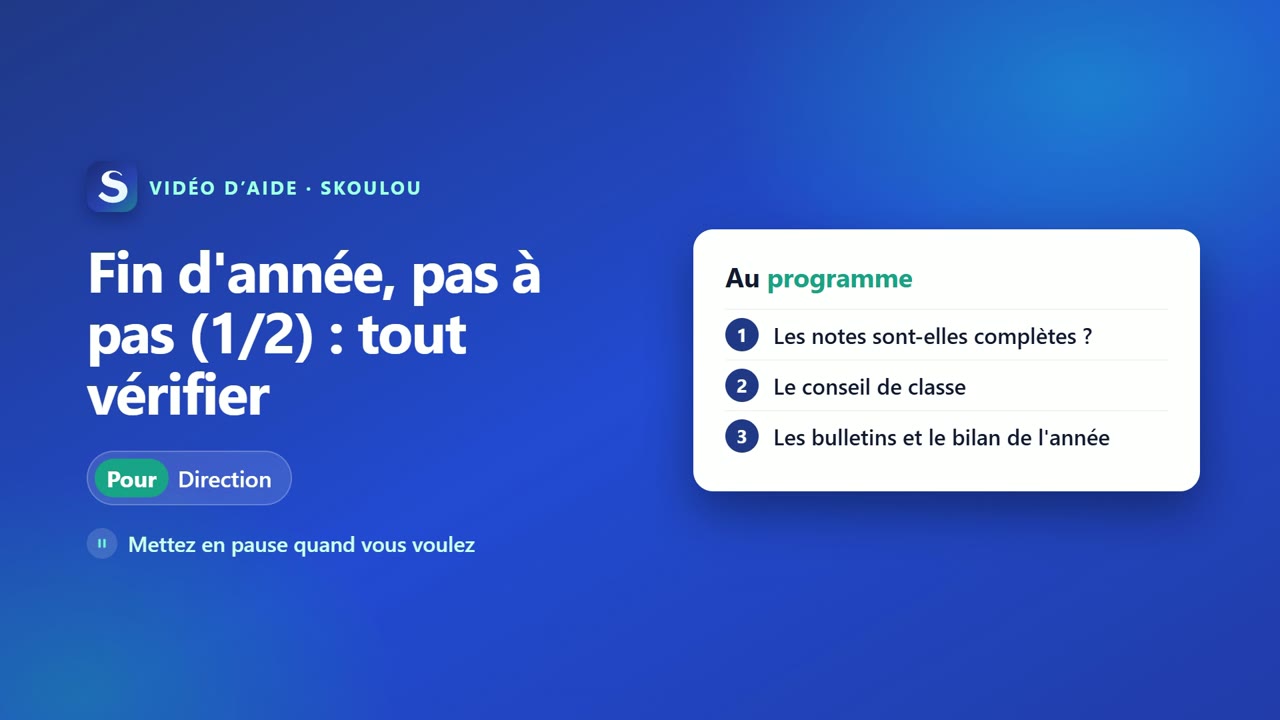 S
VIDÉO D’AIDE · SKOULOU
Fin d'année, pas à
pas (1/2) : tout
vérifier
Pour Direction
Mettez en pause quand vous voulez
Au programme
1 Les notes sont-elles complètes ?
2 Le conseil de classe
3 Les bulletins et le bilan de l'année